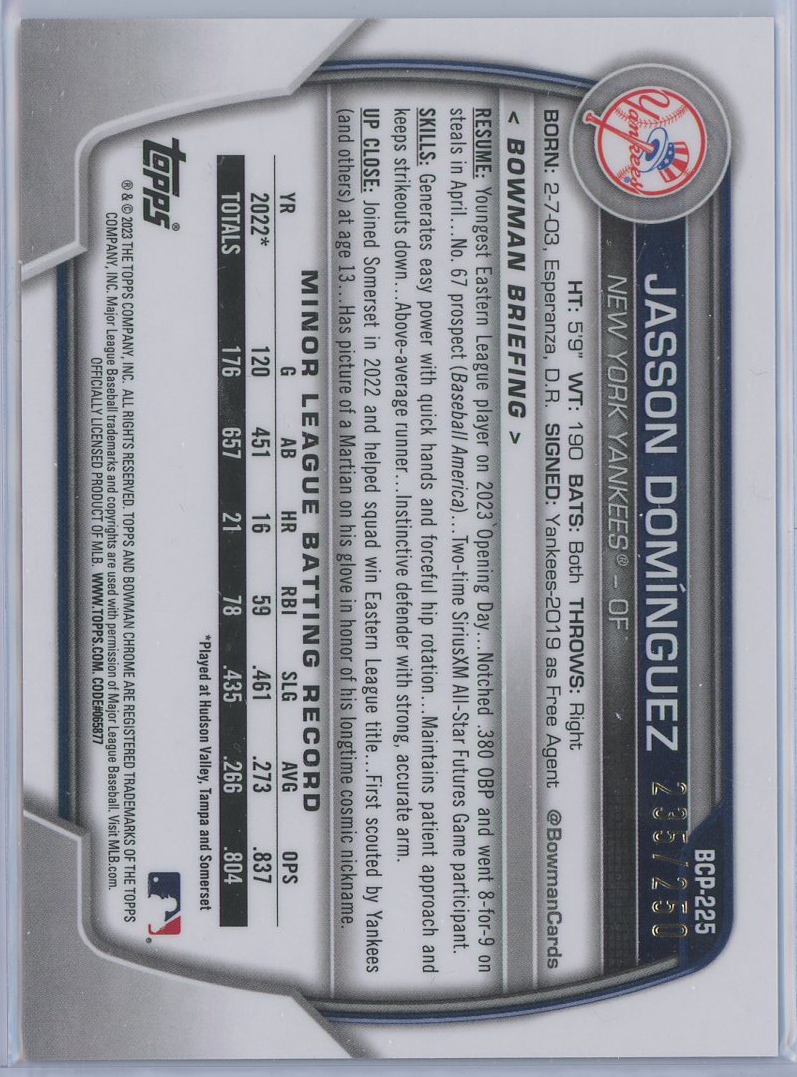 BCP-225
235/250
JASSON DOMÍNGUEZ
NEW YORK YANKEES® – OF
Yankees
HT: 5'9" WT: 190 BATS: Both THROWS: Right
BORN: 2-7-03, Esperanza, D.R. SIGNED: Yankees-2019 as Free Agent @BowmanCards
< BOWMAN BRIEFING >
RESUME: Youngest Eastern League player on 2023 Opening Day...Notched .380 OBP and went 8-for-9 on
steals in April...No. 67 prospect (Baseball America)...Two-time SiriusXM All-Star Futures Game participant.
SKILLS: Generates easy power with quick hands and forceful hip rotation...Maintains patient approach and
keeps strikeouts down...Above-average runner...Instinctive defender with strong, accurate arm.
UP CLOSE: Joined Somerset in 2022 and helped squad win Eastern League title...First scouted by Yankees
(and others) at age 13...Has picture of a Martian on his glove in honor of his longtime cosmic nickname.
MINOR LEAGUE BATTING RECORD
YR G AB HR RBI SLG AVG OPS
2022* 120 451 16 59 .461 .273 .837
TOTALS 176 657 21 78 .435 .266 .804
*Played at Hudson Valley, Tampa and Somerset
topps®
® & © 2023 THE TOPPS COMPANY, INC. ALL RIGHTS RESERVED. TOPPS AND BOWMAN CHROME ARE REGISTERED TRADEMARKS OF THE TOPPS
COMPANY, INC. Major League Baseball trademarks and copyrights are used with permission of Major League Baseball. Visit MLB.com.
OFFICIALLY LICENSED PRODUCT OF MLB. WWW.TOPPS.COM. CODE#065877